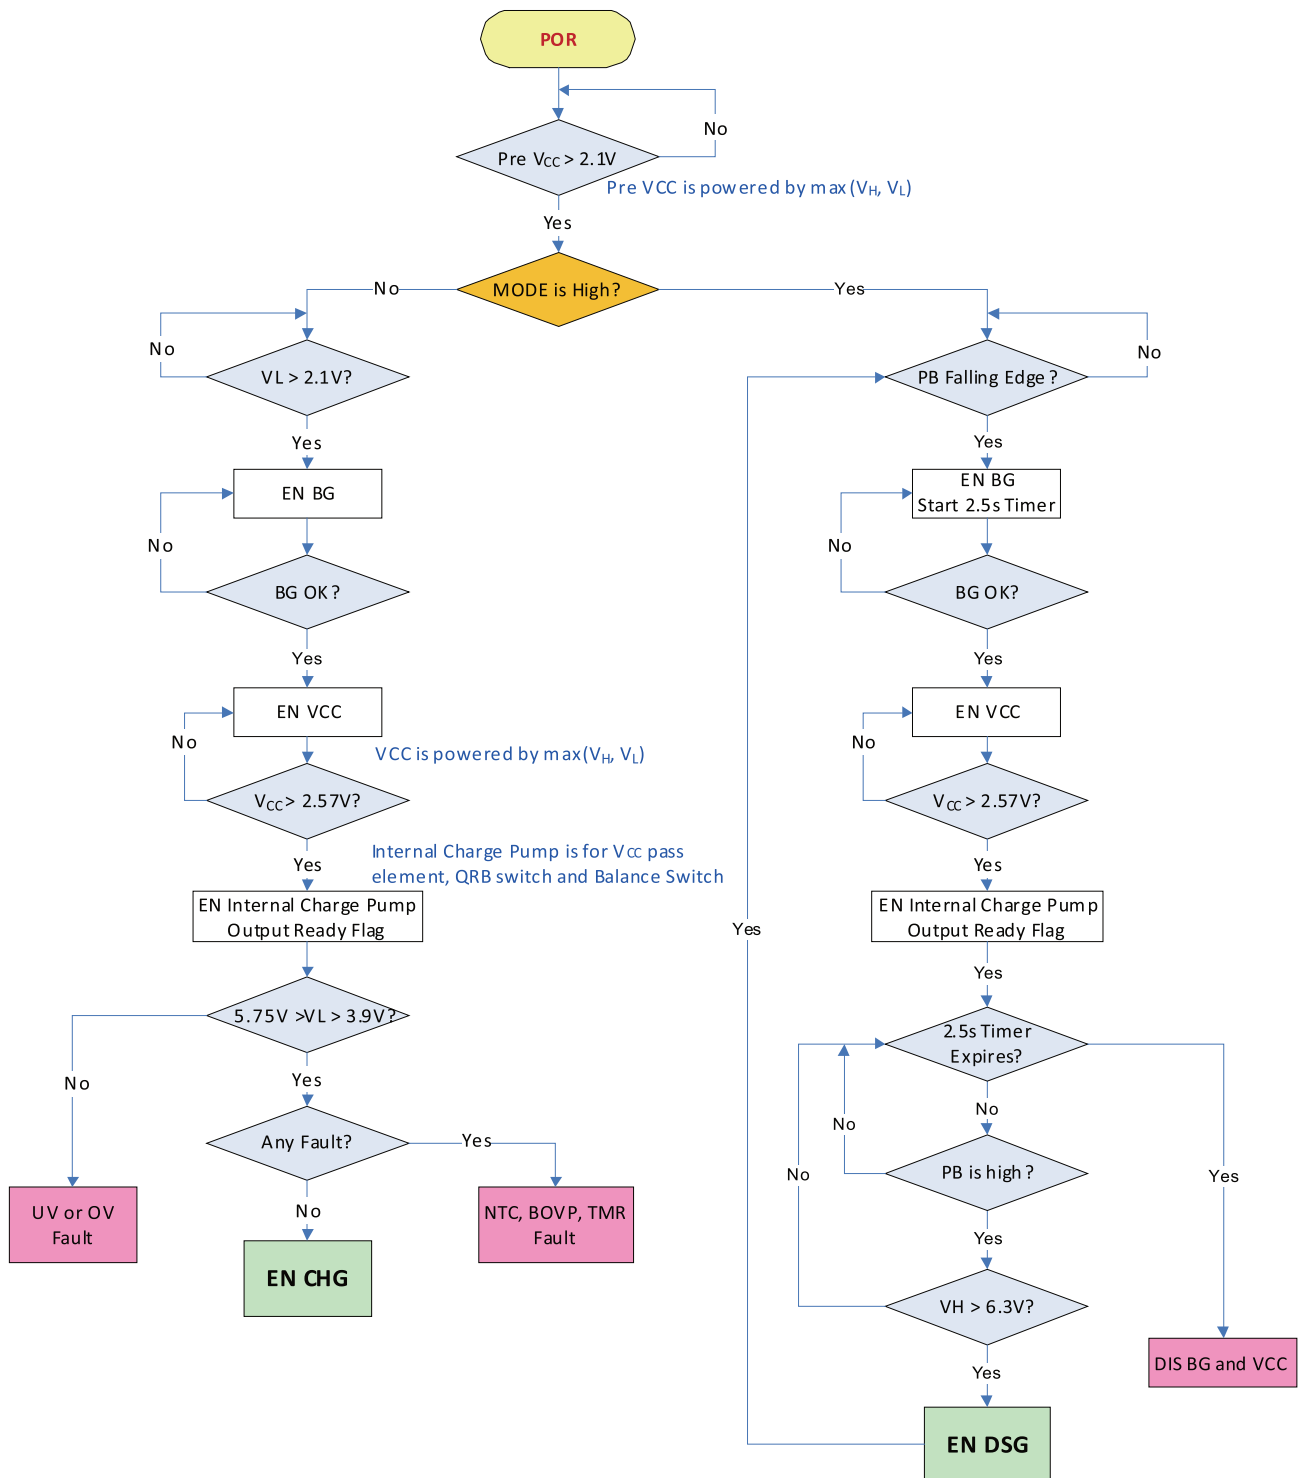 POR
No
Pre VCC > 2.1V
Pre VCC is powered by max (VH, VL)
Yes
No
MODE is High?
Yes
No
VL > 2.1V?
PB Falling Edge ?
No
Yes
Yes
EN BG
EN BG
Start 2.5s Timer
No
No
BG OK?
BG OK?
Yes
Yes
EN VCC
EN VCC
No
No
VCC is powered by max (VH, VL)
VCC > 2.57V?
VCC > 2.57V?
Yes
Internal Charge Pump is for VCC pass
element, QRB switch and Balance Switch
Yes
EN Internal Charge Pump
Output Ready Flag
EN Internal Charge Pump
Output Ready Flag
Yes
Yes
5.75V >VL > 3.9V?
2.5s Timer
Expires?
No
Yes
No
No
Any Fault?
Yes
PB is high ?
No
Yes
UV or OV
Fault
No
NTC, BOVP, TMR
Fault
Yes
EN CHG
VH > 6.3V?
DIS BG and VCC
Yes
EN DSG